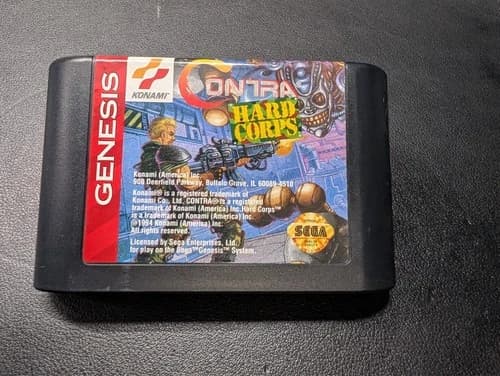 GENESIS
KONAMI
CONTRA
HARD
CORPS
Konami (America) Inc.
900 Deerfield Parkway, Buffalo Grove, IL 60089-4510
Konami® is a registered trademark of
Konami Co., Ltd. CONTRA® is a registered
trademark of Konami (America) Inc. Hard Corps™
is a trademark of Konami (America) Inc.
©1994 Konami (America) Inc.
All rights reserved.
Licensed by Sega Enterprises, Ltd.
for play on the Sega™ Genesis™ System.
SEGA